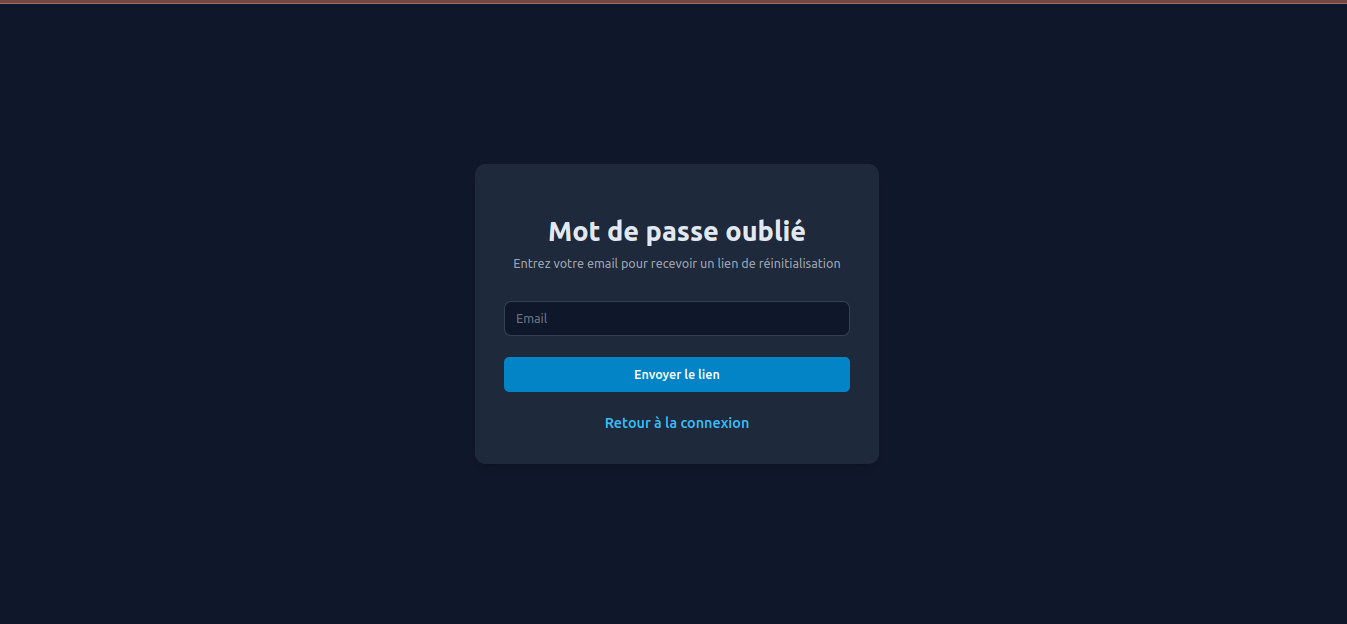 Mot de passe oublié
Entrez votre email pour recevoir un lien de réinitialisation
Email
Envoyer le lien
Retour à la connexion